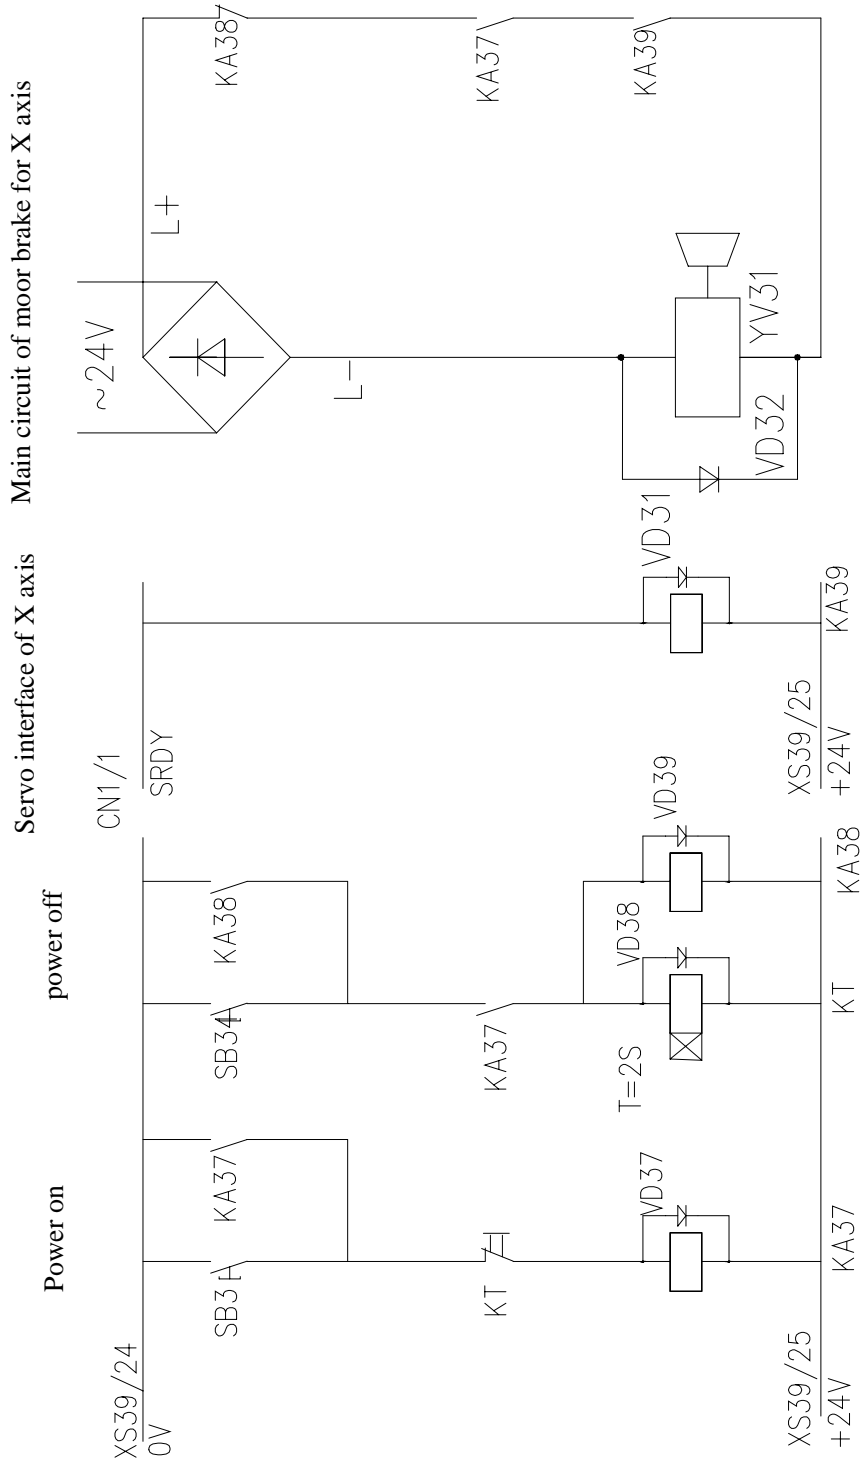 Power on
power off
Servo interface of X axis
Main circuit of moor brake for X axis
XS39/24
0V
CN1/1
SRDY
~24V
L+
SB3
KA37
SB34
KA38
KA38
KA37
KA39
KT
KA37
L-
T=2S
VD37
VD38
VD39
VD31
VD32
YV31
XS39/25
+24V
KA37
KT
KA38
XS39/25
+24V
KA39